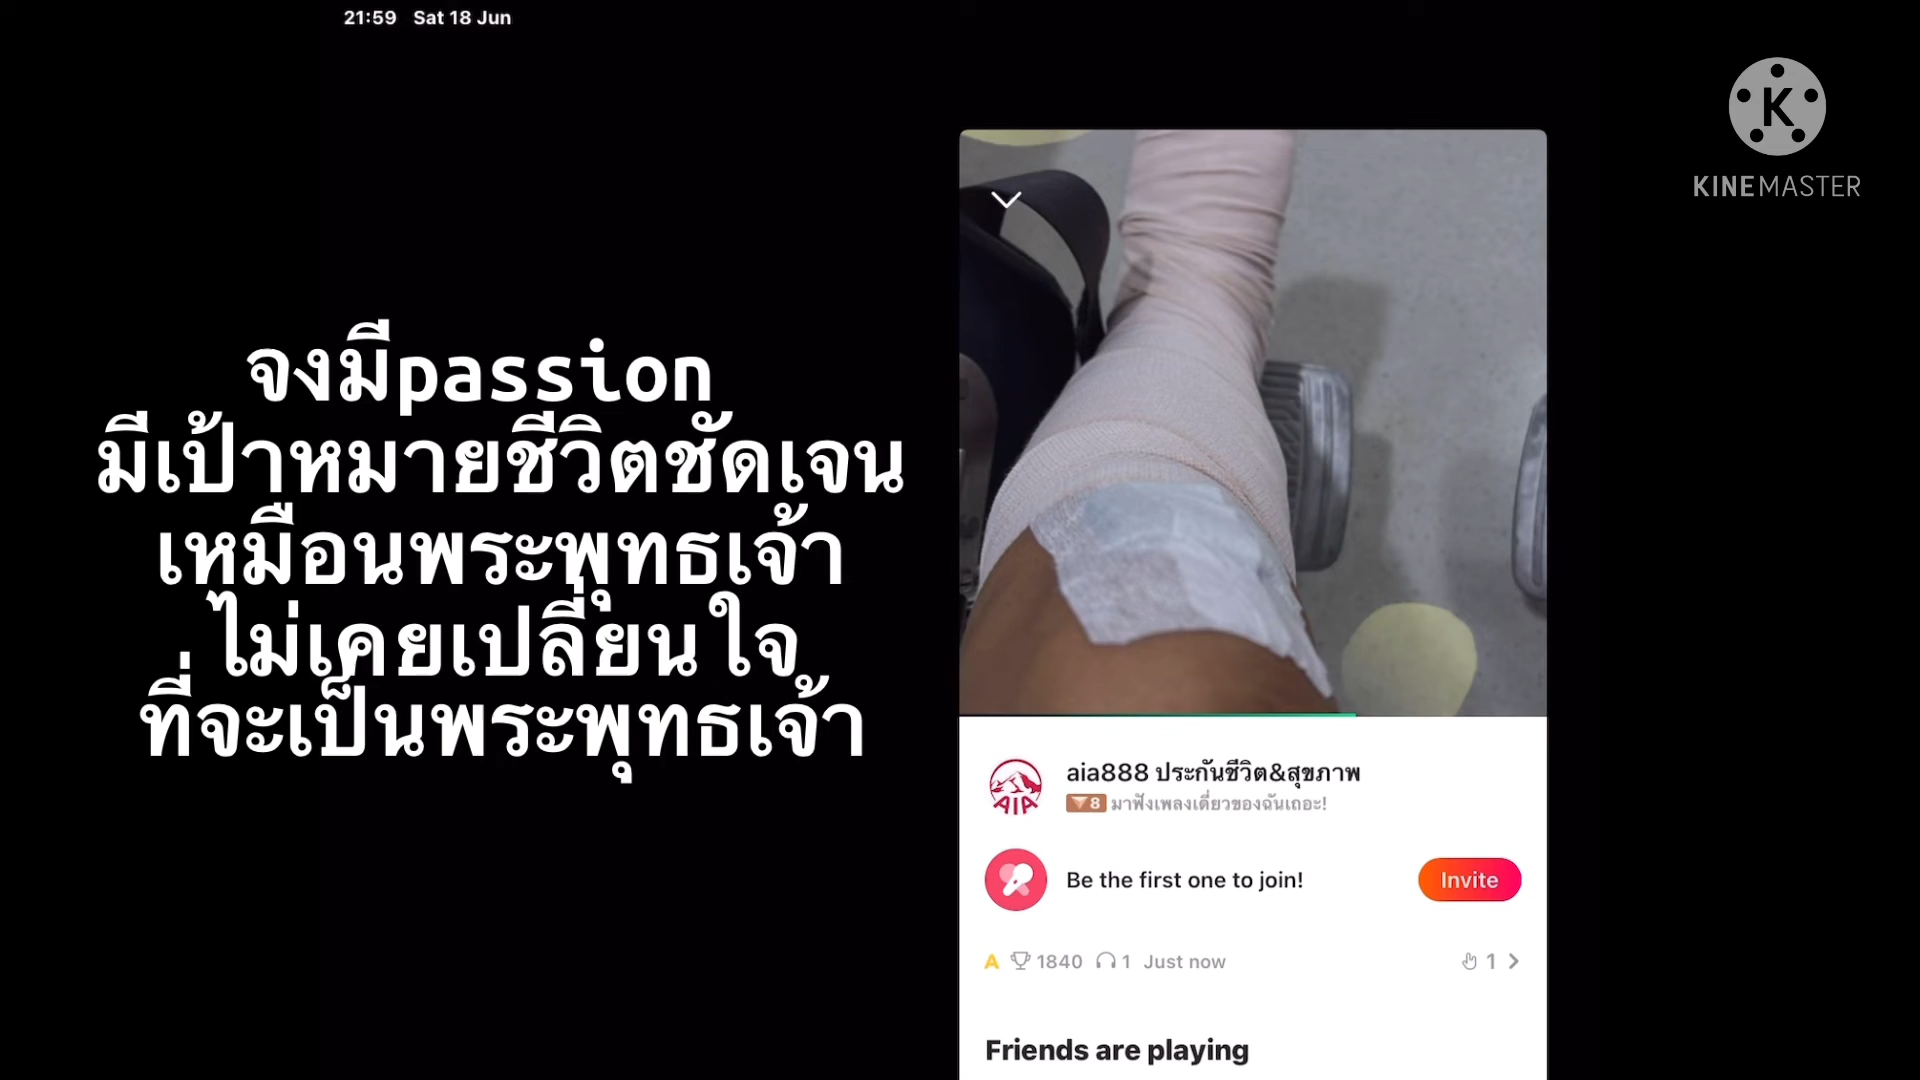 21:59 Sat 18 Jun
K
KINEMASTER
จงมีpassion
มีเป้าหมายชีวิตชัดเจน
เหมือนพระพุทธเจ้า
ไม่เคยเปลี่ยนใจ
ที่จะเป็นพระพุทธเจ้า
AIA
aia888 ประกันชีวิต&สุขภาพ
8 มาฟังเพลงเดี่ยวของฉันเถอะ!
Be the first one to join!
Invite
A 1840 1 Just now
1
Friends are playing